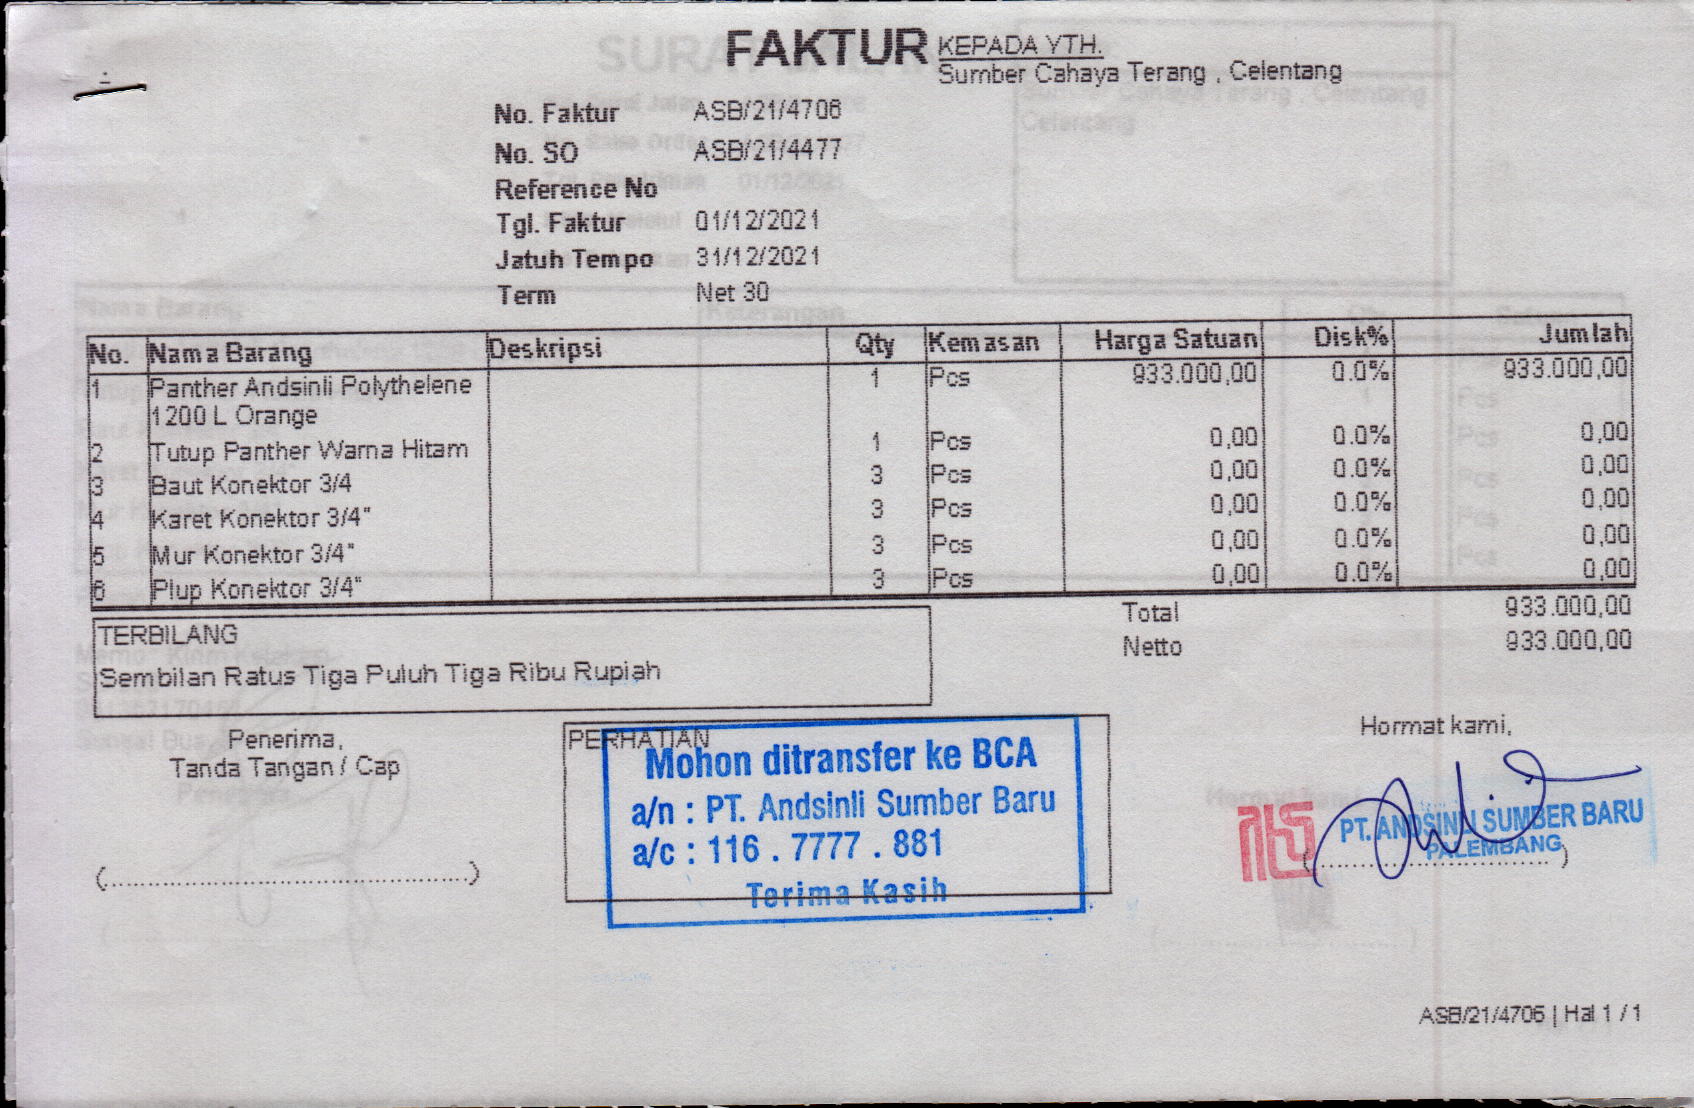 FAKTUR
KEPADA YTH.
Sumber Cahaya Terang , Celentang
No. Faktur ASB/21/4706
No. SO ASB/21/4477
Reference No
Tgl. Faktur 01/12/2021
Jatuh Tempo 31/12/2021
Term Net 30
No. Nama Barang Deskripsi Qty Kemasan Harga Satuan Disk% Jumlah
1 Panther Andsinli Polythelene 1 Pcs 933.000,00 0.0% 933.000,00
1200 L Orange
2 Tutup Panther Warna Hitam 1 Pcs 0,00 0.0% 0,00
3 Baut Konektor 3/4 3 Pcs 0,00 0.0% 0,00
4 Karet Konektor 3/4" 3 Pcs 0,00 0.0% 0,00
5 Mur Konektor 3/4" 3 Pcs 0,00 0.0% 0,00
6 Plup Konektor 3/4" 3 Pcs 0,00 0.0% 0,00
Total 933.000,00
Netto 933.000,00
TERBILANG
Sembilan Ratus Tiga Puluh Tiga Ribu Rupiah
Penerima,
Tanda Tangan / Cap
(................................................)
PERHATIAN
Mohon ditransfer ke BCA
a/n : PT. Andsinli Sumber Baru
a/c : 116 . 7777 . 881
Terima Kasih
Hormat kami,
PT. ANDSINLI SUMBER BARU
PALEMBANG
(................................)
ASB/21/4706 | Hal 1 / 1